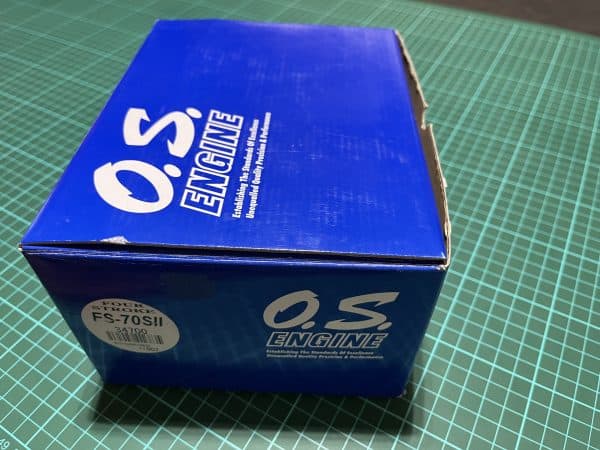 O.S.
ENGINE
Establishing The Standards Of Excellence
Unequalled Quality Precision & Performance
FOUR
STROKE
FS-70SII
34700
O.S.
ENGINE
Establishing The Standards Of Excellence
Unequalled Quality Precision & Performance